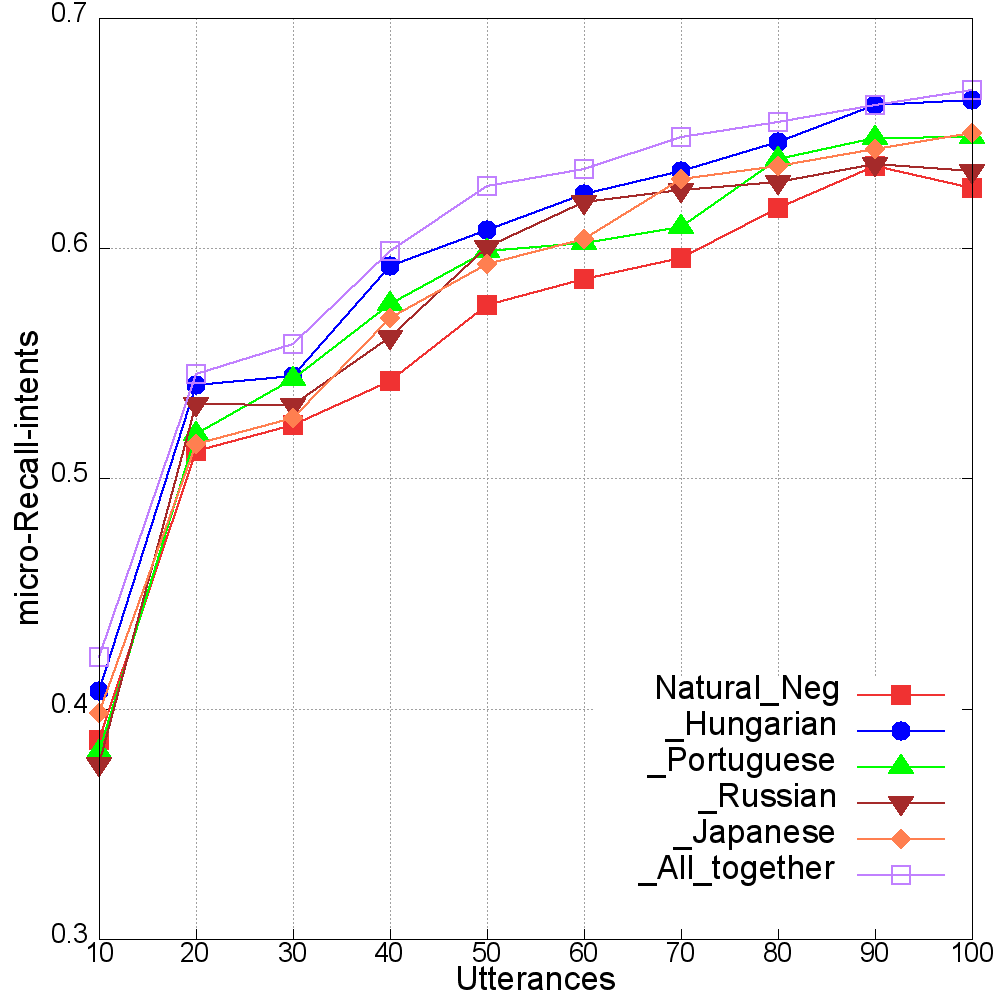 0.7
0.6
0.5
0.4
0.3
micro-Recall-intents
Natural_Neg
_Hungarian
_Portuguese
_Russian
_Japanese
_All_together
10 20 30 40 50 60 70 80 90 100
Utterances